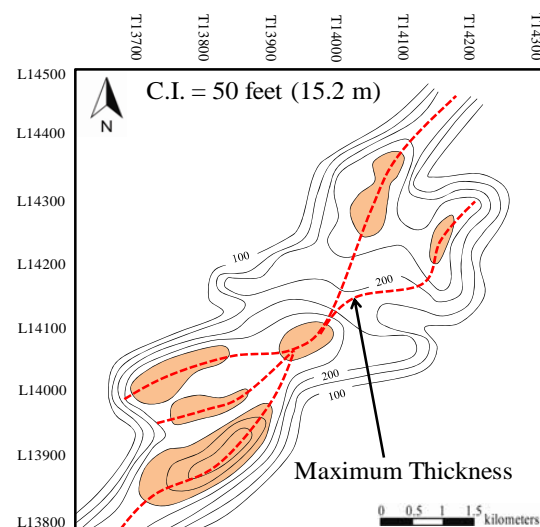 T13700
T13800
T13900
T14000
T14100
T14200
T14300
L14500
C.I. = 50 feet (15.2 m)
N
L14400
L14300
100
L14200
200
L14100
L14000
200
100
L13900
Maximum Thickness
L13800
0 0.5 1 1.5
kilometers